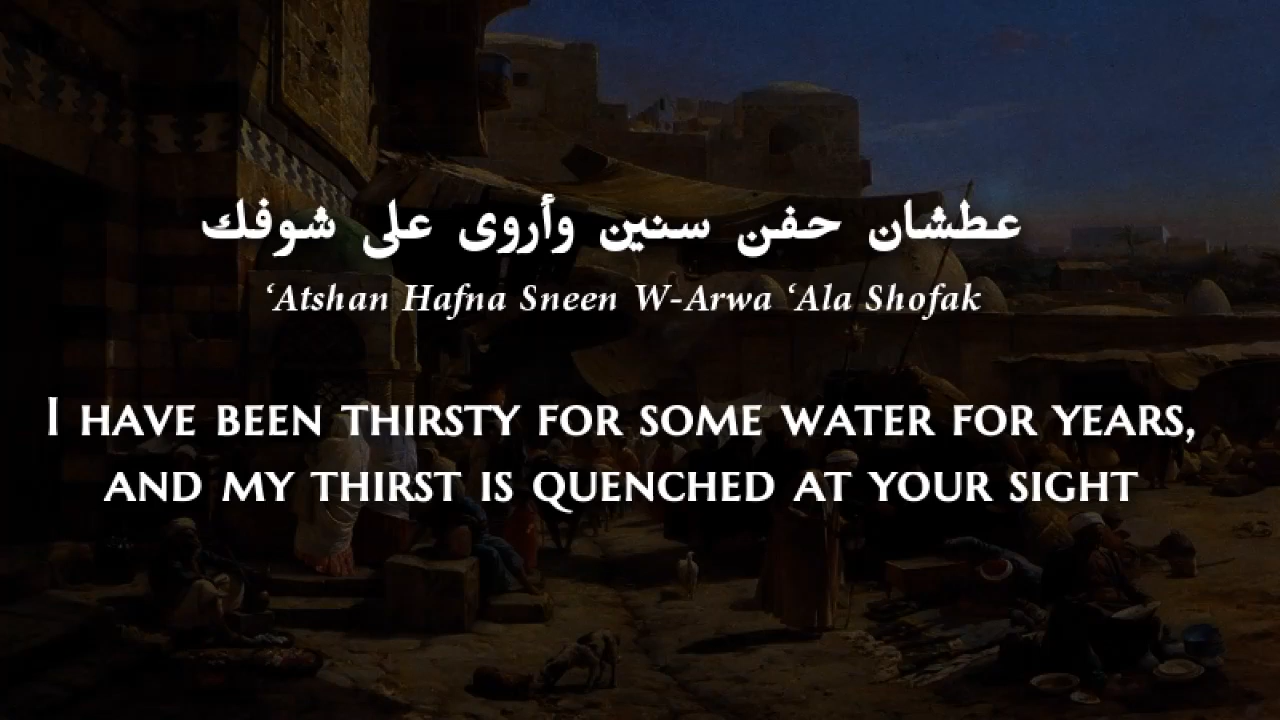 عطشان حفن سنين وأروى على شوفك
‘Atshan Hafna Sneen W-Arwa ‘Ala Shofak
I HAVE BEEN THIRSTY FOR SOME WATER FOR YEARS,
AND MY THIRST IS QUENCHED AT YOUR SIGHT